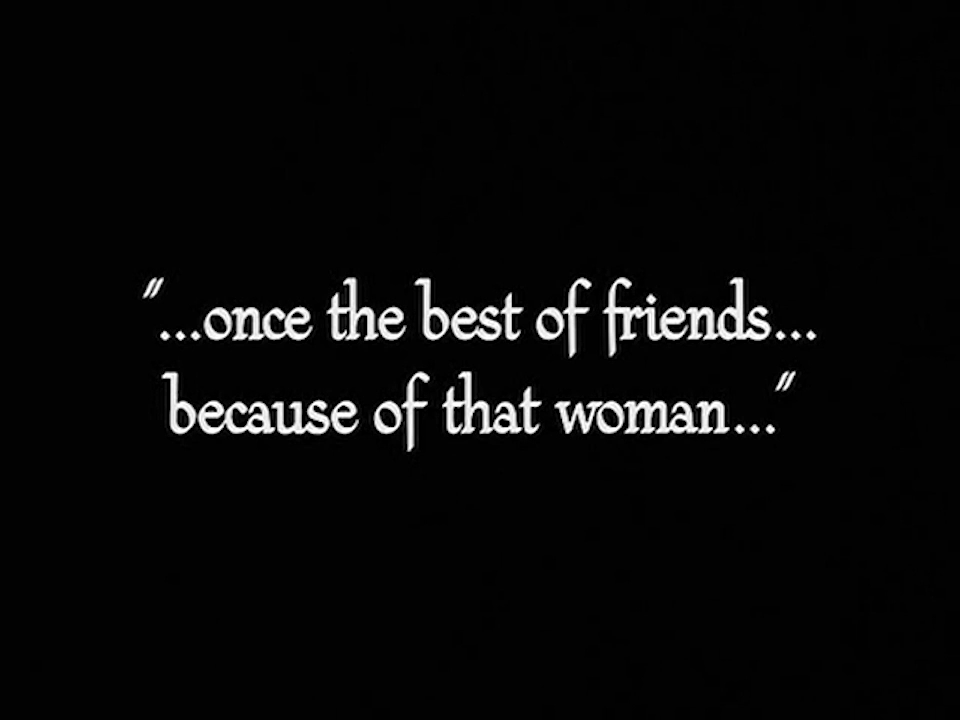 "...once the best of friends...
because of that woman..."